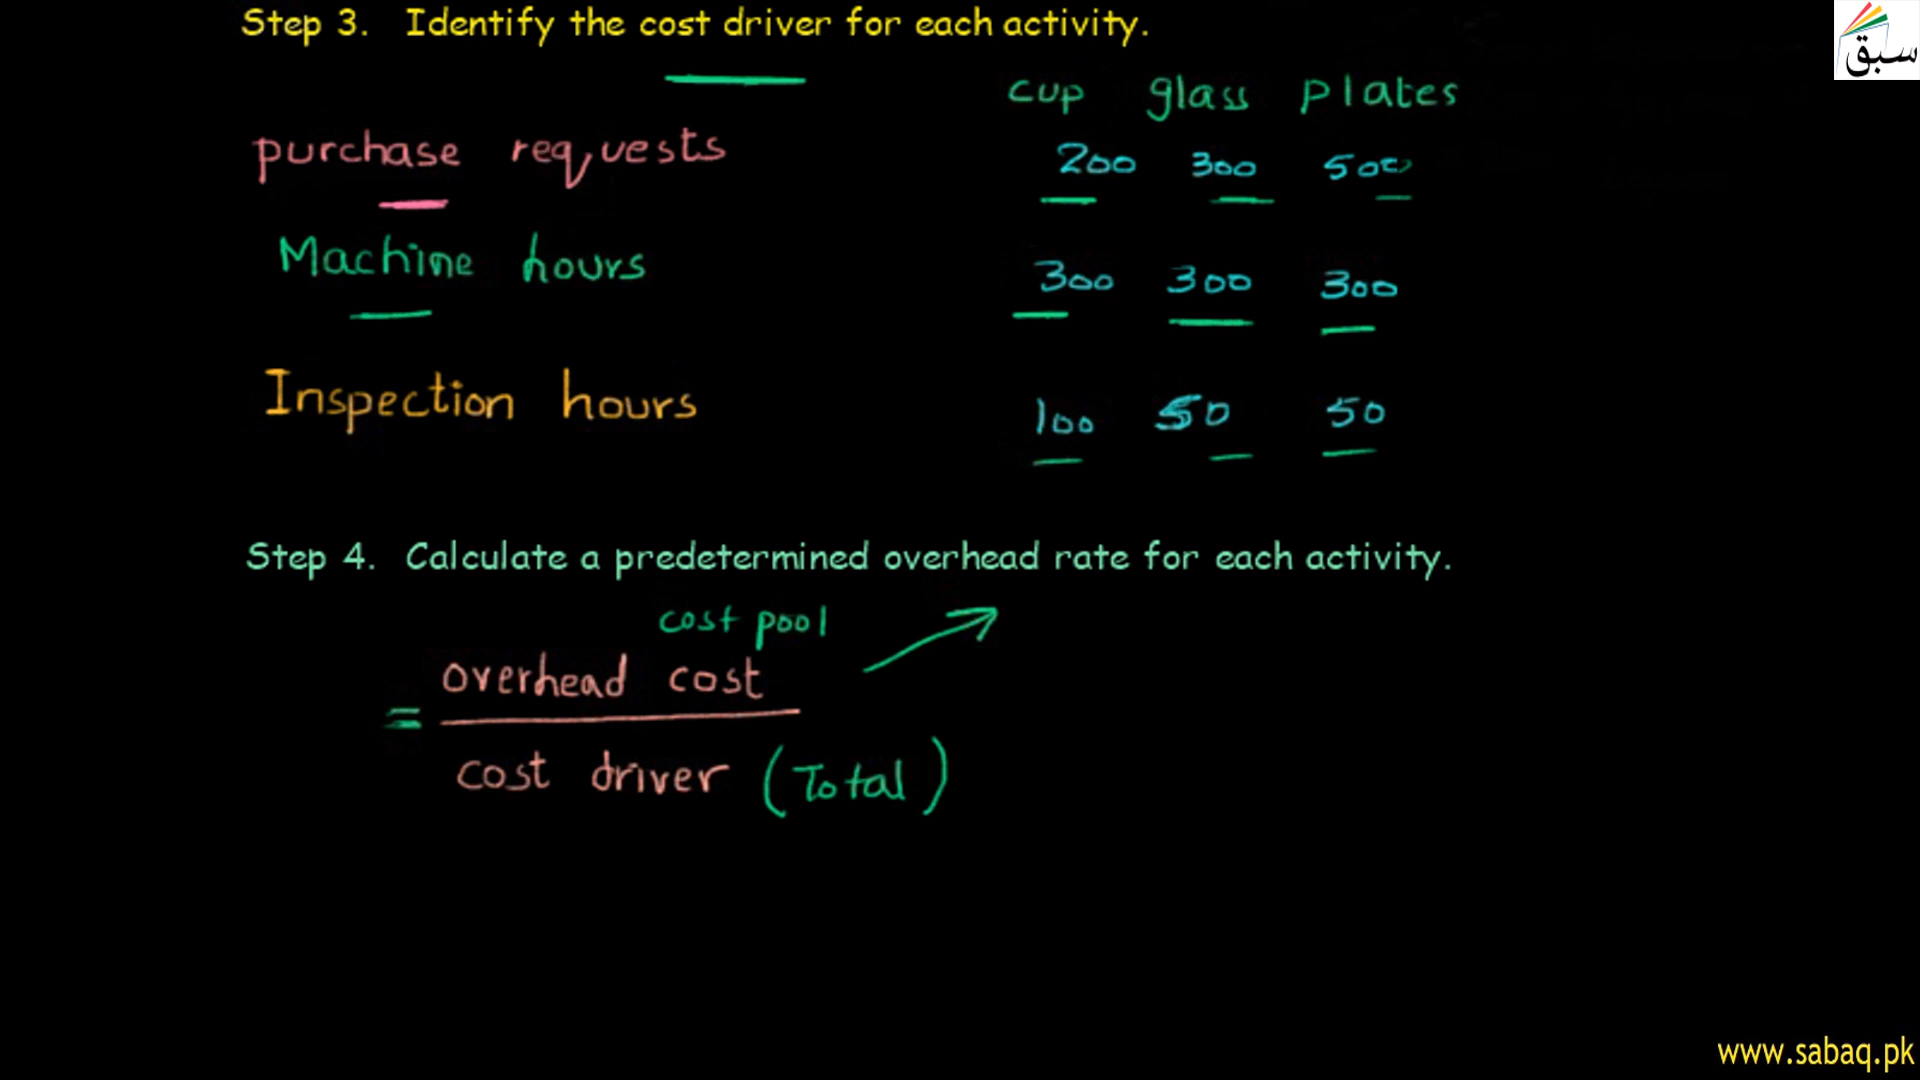 Step 3. Identify the cost driver for each activity.
سبق
cup glass plates
purchase requests 200 300 500
Machine hours 300 300 300
Inspection hours 100 50 50
Step 4. Calculate a predetermined overhead rate for each activity.
cost pool
= overhead cost
cost driver (Total)
www.sabaq.pk